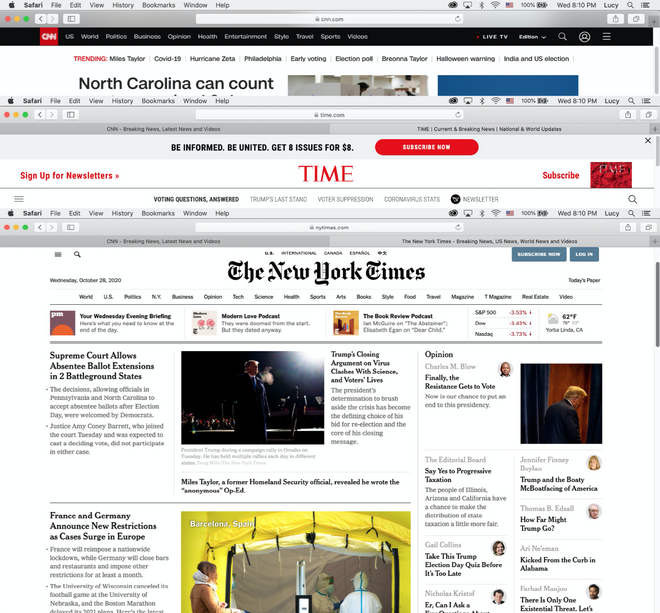 Safari File Edit View History Bookmarks Window Help 100% Wed 8:10 PM Lucy
cnn.com
CNN US World Politics Business Opinion Health Entertainment Style Travel Sports Videos LIVE TV Edition
TRENDING: Miles Taylor Covid-19 Hurricane Zeta Philadelphia Early voting Election poll Breonna Taylor Halloween warning India and US election
North Carolina can count
Safari File Edit View History Bookmarks Window Help 100% Wed 8:10 PM Lucy
time.com
CNN - Breaking News, Latest News and Videos
TIME | Current & Breaking News | National & World Updates
BE INFORMED. BE UNITED. GET 8 ISSUES FOR $8. SUBSCRIBE NOW
Sign Up for Newsletters » TIME Subscribe TIME
VOTING QUESTIONS, ANSWERED TRUMP'S LAST STAND VOTER SUPPRESSION CORONAVIRUS STATS NEWSLETTER
Safari File Edit View History Bookmarks Window Help 100% Wed 8:10 PM Lucy
nytimes.com
CNN - Breaking News, Latest News and Videos
The New York Times - Breaking News, US News, World News and Videos
U.S. INTERNATIONAL CANADA ESPAÑOL 中文
SUBSCRIBE NOW LOG IN
The New York Times
Wednesday, October 28, 2020
Today's Paper
World U.S. Politics N.Y. Business Opinion Tech Science Health Sports Arts Books Style Food Travel Magazine T Magazine Real Estate Video
pm
Your Wednesday Evening Briefing
Here's what you need to know at
end of the day.
Modern Love Podcast
They were doomed from the start.
But they dated anyway.
The Book Review Podcast
Ian McGuire on "The Abstainer";
Elisabeth Egan on "Dear Child."
S&P 500 -3.53% ↓
Dow -3.43% ↓
Nasdaq -3.73% ↓
62°F
Yorba Linda, CA
Supreme Court Allows
Absentee Ballot Extensions
in 2 Battleground States
• The decisions, allowing officials in
Pennsylvania and North Carolina to
accept absentee ballots after Election
Day, were welcomed by Democrats.
• Justice Amy Coney Barrett, who joined
the court Tuesday and was expected to
cast a deciding vote, did not participate
in either case.
President Trump during a campaign rally in Omaha on
Tuesday. He has held multiple rallies each day in different
states. Doug Mills/The New York Times
Trump's Closing
Argument on Virus
Clashes With Science,
and Voters' Lives
The president's
determination to brush
aside the crisis has become
the defining choice of his
bid for re-election and the
core of his closing
message.
Miles Taylor, a former Homeland Security official, revealed he wrote the
"anonymous" Op-Ed.
France and Germany
Announce New Restrictions
as Cases Surge in Europe
• France will reimpose a nationwide
lockdown, while Germany will close bars
and restaurants and impose other
restrictions for at least a month.
• The University of Wisconsin canceled its
football game at the University of
Nebraska, and the Boston Marathon
Barcelona, Spain
Opinion
Charles M. Blow
Finally, the
Resistance Gets to Vote
Now is our chance to put an
end to this presidency.
The Editorial Board
Say Yes to Progressive
Taxation
The people of Illinois,
Arizona and California have
a chance to make the
distribution of state
taxation a little more fair.
Gail Collins
Take This Trump
Election Day Quiz Before
It's Too Late
Nicholas Kristof
Er, Can I Ask a
Jennifer Finney
Boylan
Trump and the Boaty
McBoatfacing of America
Thomas B. Edsall
How Far Might
Trump Go?
Ari Ne'eman
Kicked From the Curb in
Alabama
Farhad Manjoo
There Is Only One
Existential Threat. Let's